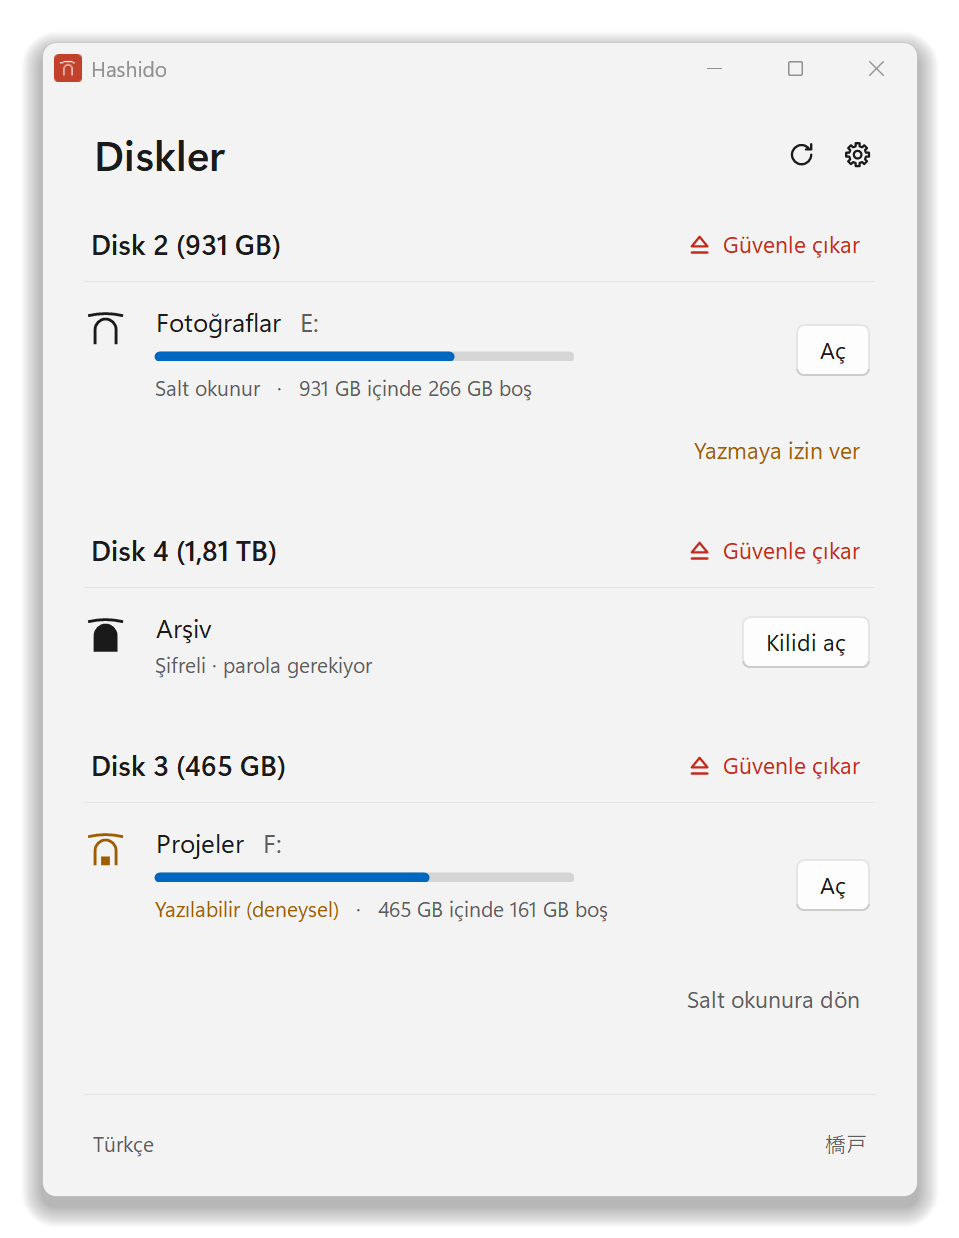 Hashido
Diskler
Disk 2 (931 GB) Güvenle çıkar
Fotoğraflar E:
Aç
Salt okunur · 931 GB içinde 266 GB boş
Yazmaya izin ver
Disk 4 (1,81 TB) Güvenle çıkar
Arşiv
Kilidi aç
Şifreli · parola gerekiyor
Disk 3 (465 GB) Güvenle çıkar
Projeler F:
Aç
Yazılabilir (deneysel) · 465 GB içinde 161 GB boş
Salt okunura dön
Türkçe 橋戸